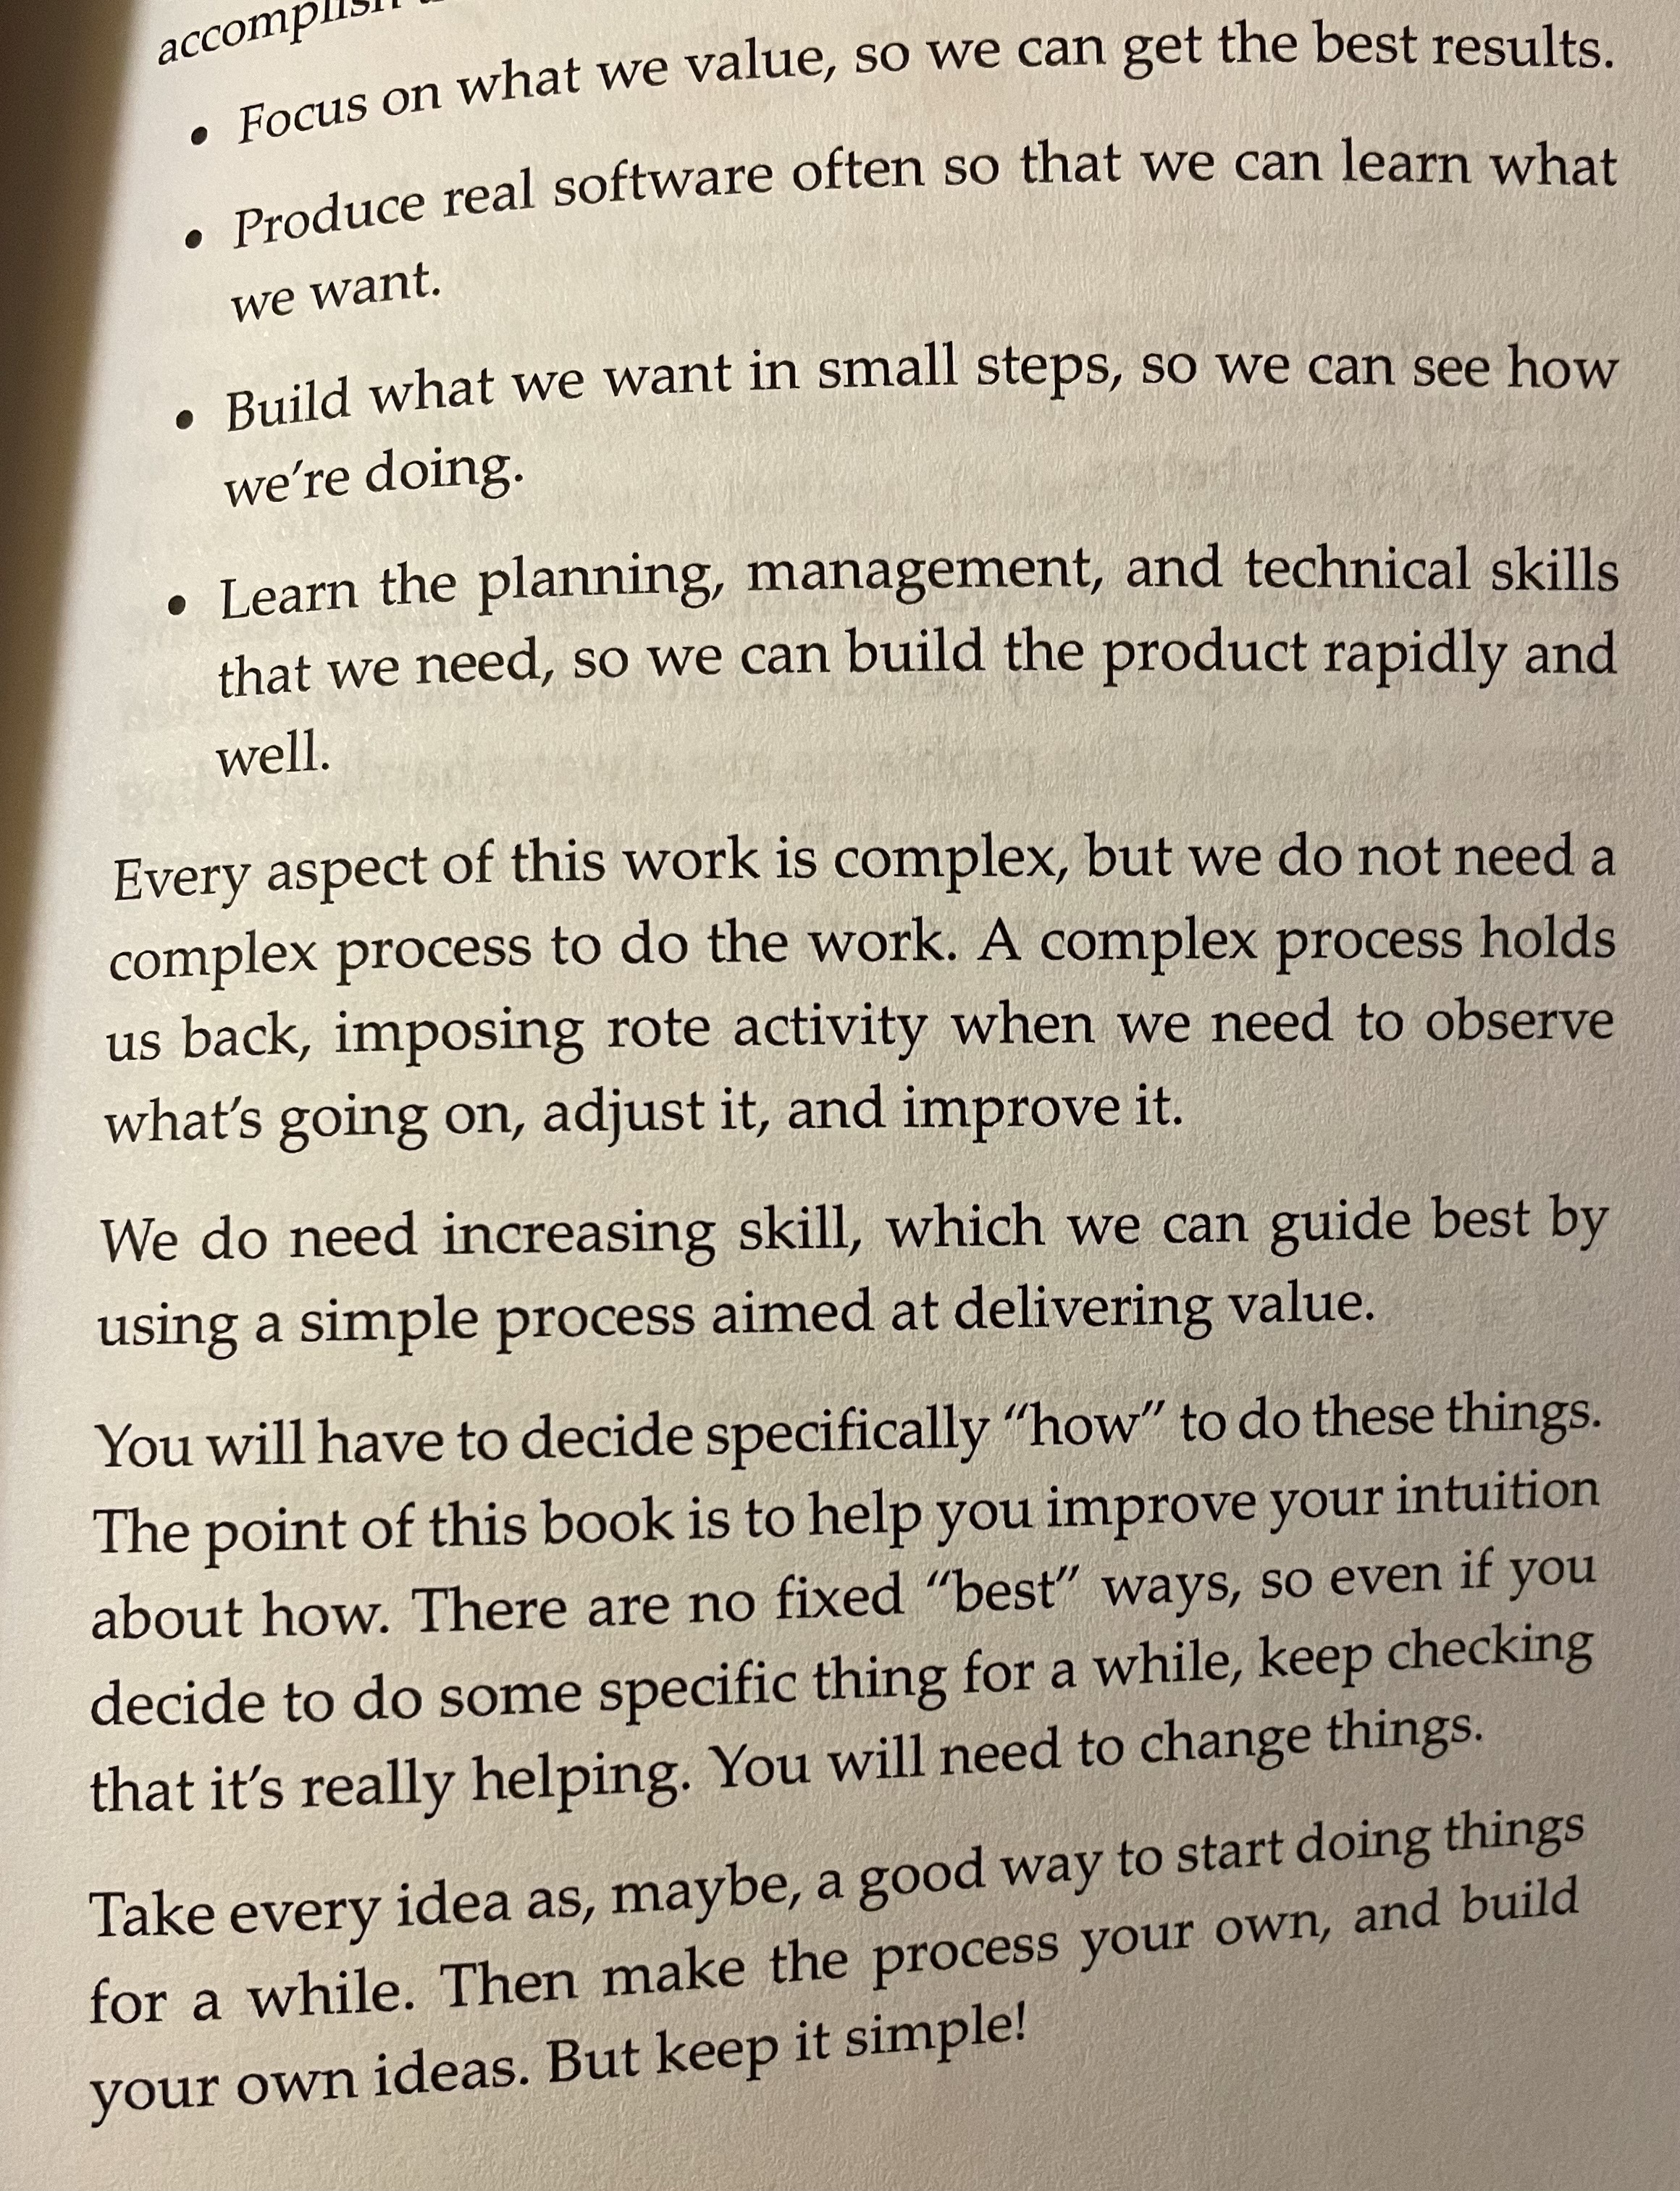 accomplish
• Focus on what we value, so we can get the best results.
• Produce real software often so that we can learn what
we want.
• Build what we want in small steps, so we can see how
we're doing.
• Learn the planning, management, and technical skills
that we need, so we can build the product rapidly and
well.
Every aspect of this work is complex, but we do not need a
complex process to do the work. A complex process holds
us back, imposing rote activity when we need to observe
what's going on, adjust it, and improve it.
We do need increasing skill, which we can guide best by
using a simple process aimed at delivering value.
You will have to decide specifically “how” to do these things.
The point of this book is to help you improve your intuition
about how. There are no fixed “best” ways, so even if you
decide to do some specific thing for a while, keep checking
that it's really helping. You will need to change things.
Take every idea as, maybe, a good way to start doing things
for a while. Then make the process your own, and build
your own ideas. But keep it simple!